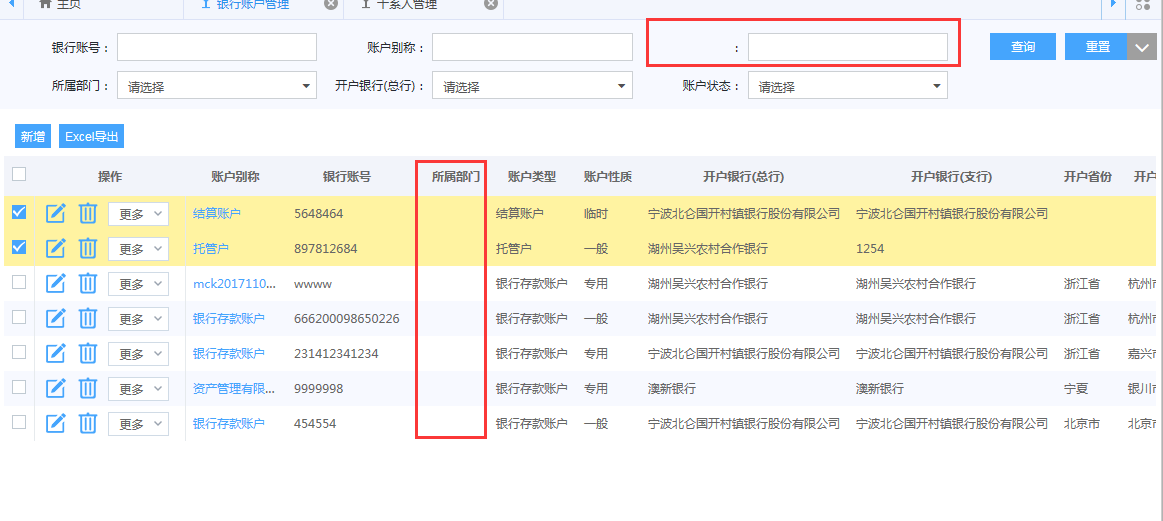 主页 银行账户管理 干系人管理
银行账号： 账户别称： ： 查询 重置
所属部门： 请选择 开户银行(总行)： 请选择 账户状态： 请选择
新增 Excel导出
操作 账户别称 银行账号 所属部门 账户类型 账户性质 开户银行(总行) 开户银行(支行) 开户省份 开户
更多 结算账户 5648464 结算账户 临时 宁波北仑国开村镇银行股份有限公司 宁波北仑国开村镇银行股份有限公司
更多 托管户 897812684 托管户 一般 湖州吴兴农村合作银行 1254
更多 mck2017110... wwww 银行存款账户 专用 湖州吴兴农村合作银行 湖州吴兴农村合作银行 浙江省 杭州市
更多 银行存款账户 666200098650226 银行存款账户 一般 湖州吴兴农村合作银行 湖州吴兴农村合作银行 浙江省 杭州市
更多 银行存款账户 231412341234 银行存款账户 专用 宁波北仑国开村镇银行股份有限公司 宁波北仑国开村镇银行股份有限公司 浙江省 嘉兴市
更多 资产管理有限... 9999998 银行存款账户 专用 澳新银行 澳新银行 宁夏 银川市
更多 银行存款账户 454554 银行存款账户 一般 宁波北仑国开村镇银行股份有限公司 宁波北仑国开村镇银行股份有限公司 北京市 北京市